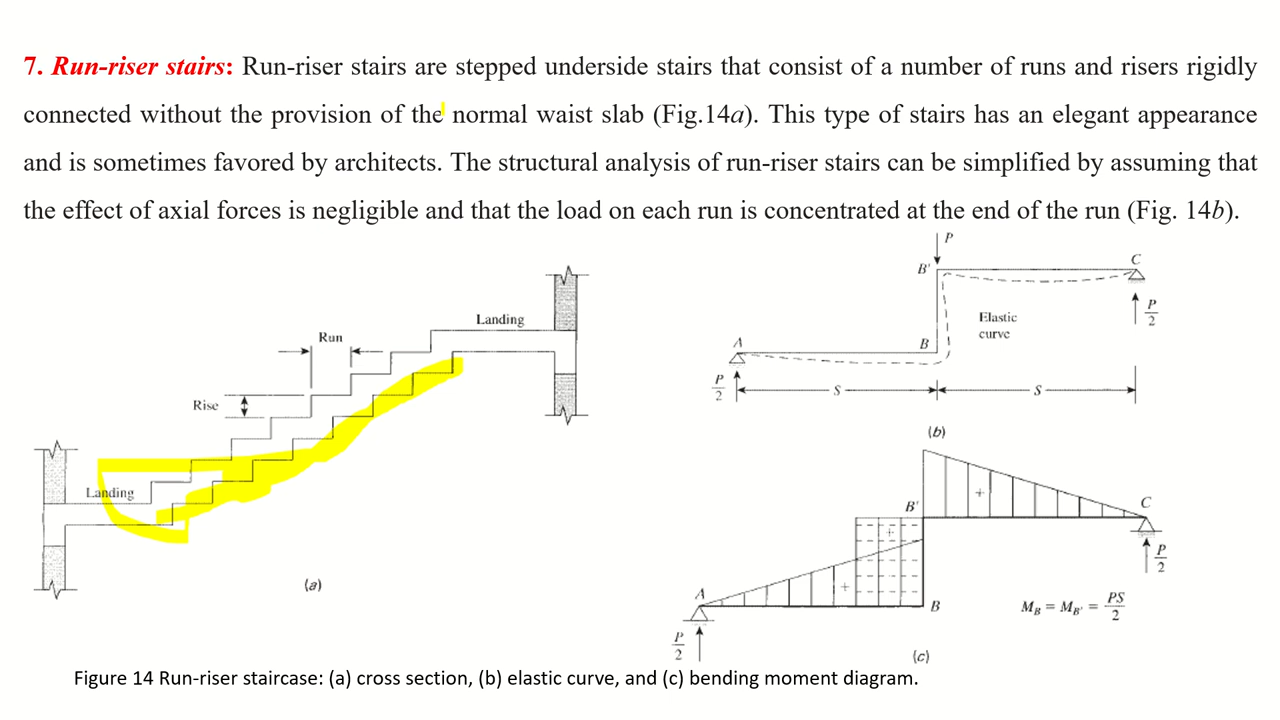 7. Run-riser stairs: Run-riser stairs are stepped underside stairs that consist of a number of runs and risers rigidly
connected without the provision of the normal waist slab (Fig.14a). This type of stairs has an elegant appearance
and is sometimes favored by architects. The structural analysis of run-riser stairs can be simplified by assuming that
the effect of axial forces is negligible and that the load on each run is concentrated at the end of the run (Fig. 14b).
Landing
Run
Rise
Landing
(a)
P
B'
C
Elastic
curve
P/2
A
B
P/2
S
S
(b)
+
B'
C
+
P/2
+
A
B
M_B = M_B' = PS/2
P/2
(c)
Figure 14 Run-riser staircase: (a) cross section, (b) elastic curve, and (c) bending moment diagram.